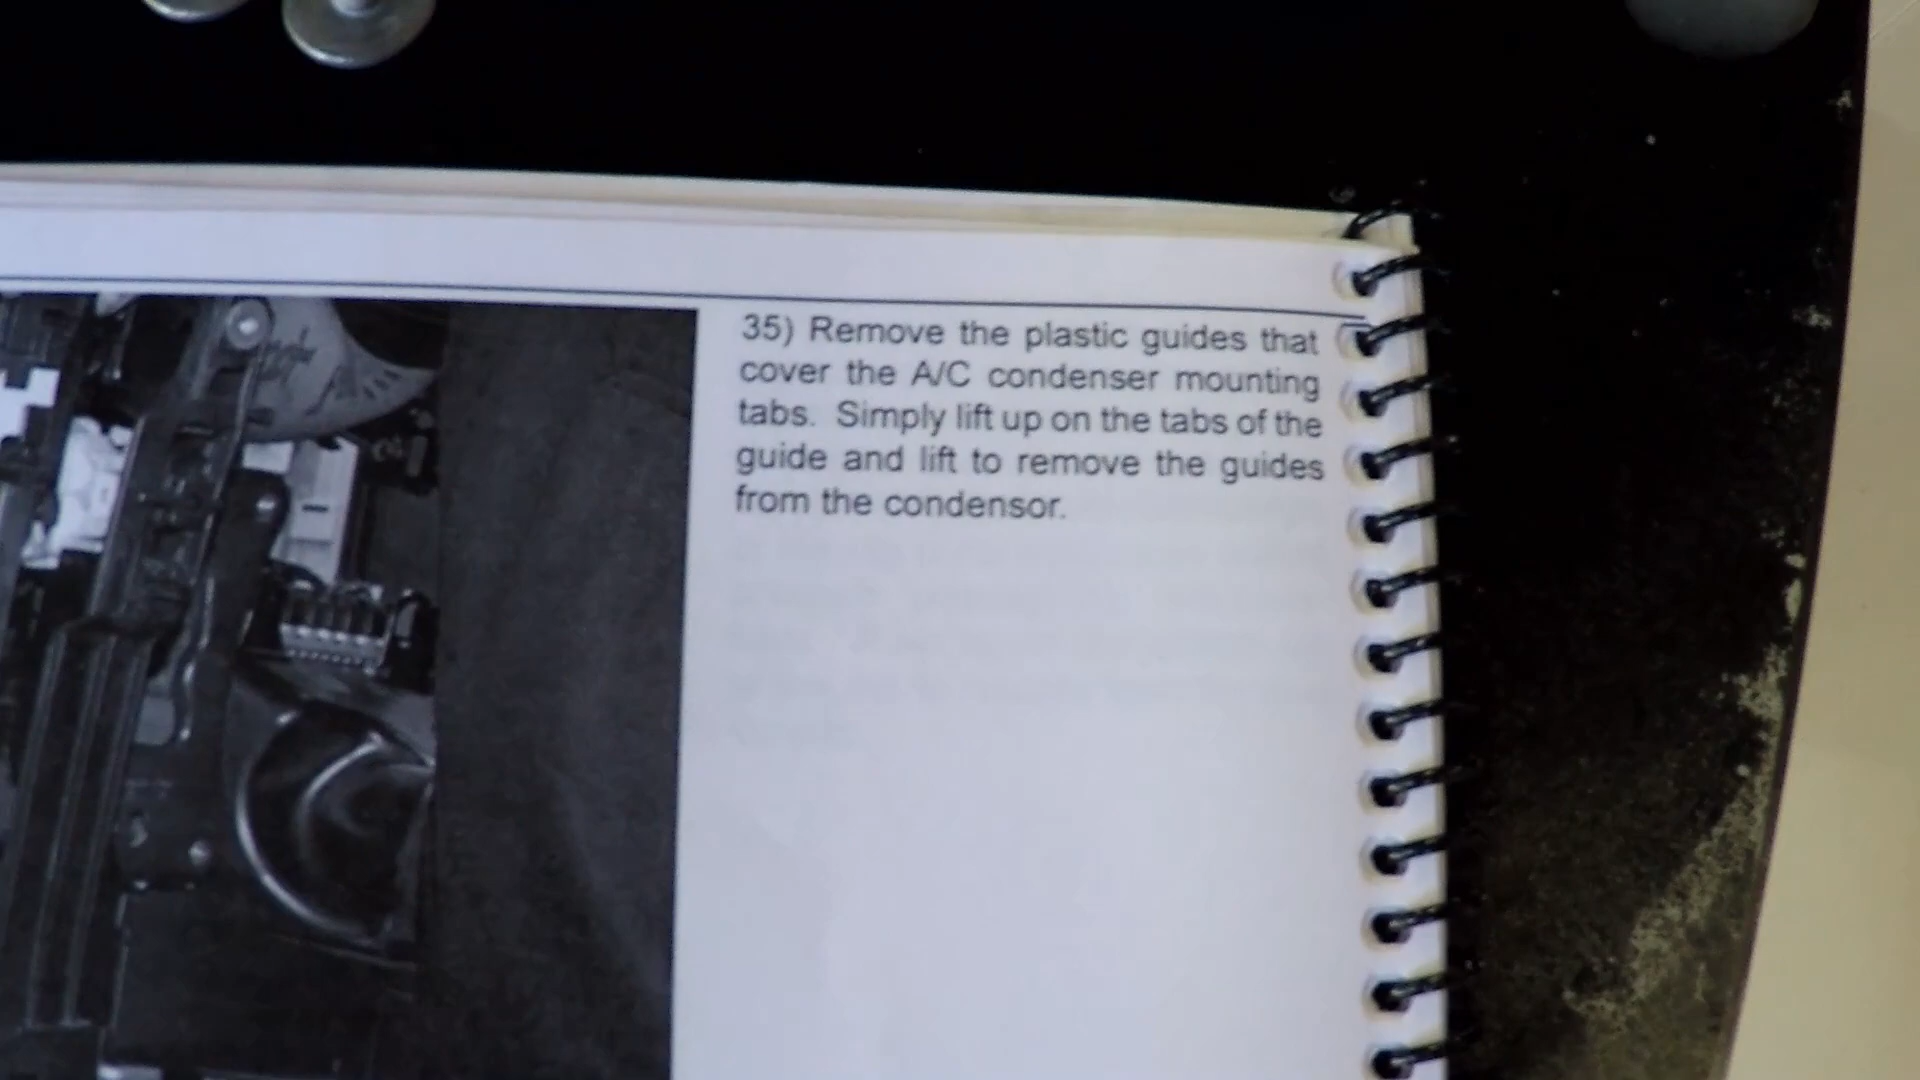 35) Remove the plastic guides that
cover the A/C condenser mounting
tabs. Simply lift up on the tabs of the
guide and lift to remove the guides
from the condensor.